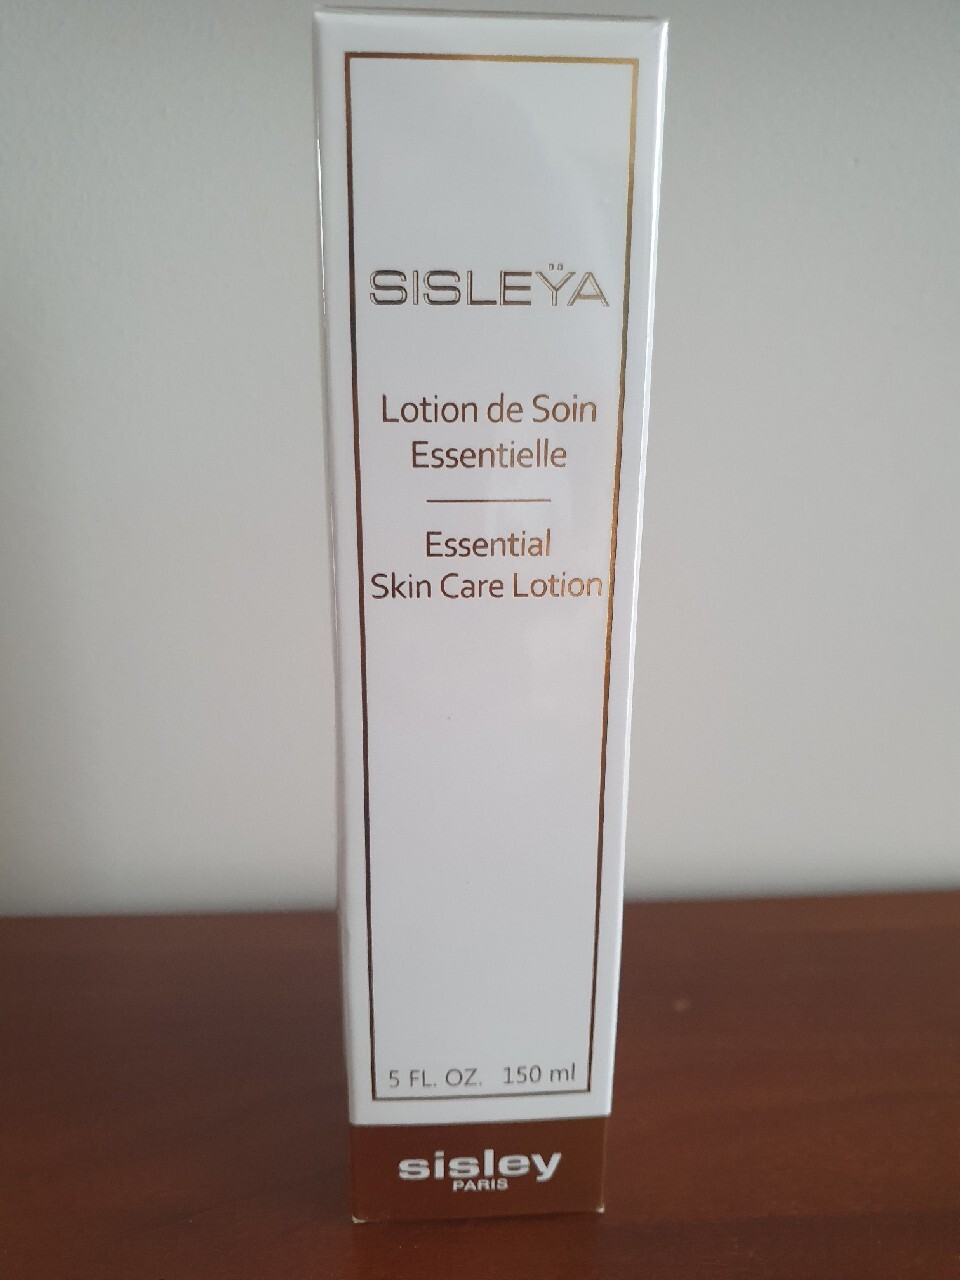 SISLEŸA
Lotion de Soin
Essentielle
Essential
Skin Care Lotion
5 FL. OZ. 150 ml
sisley
PARIS